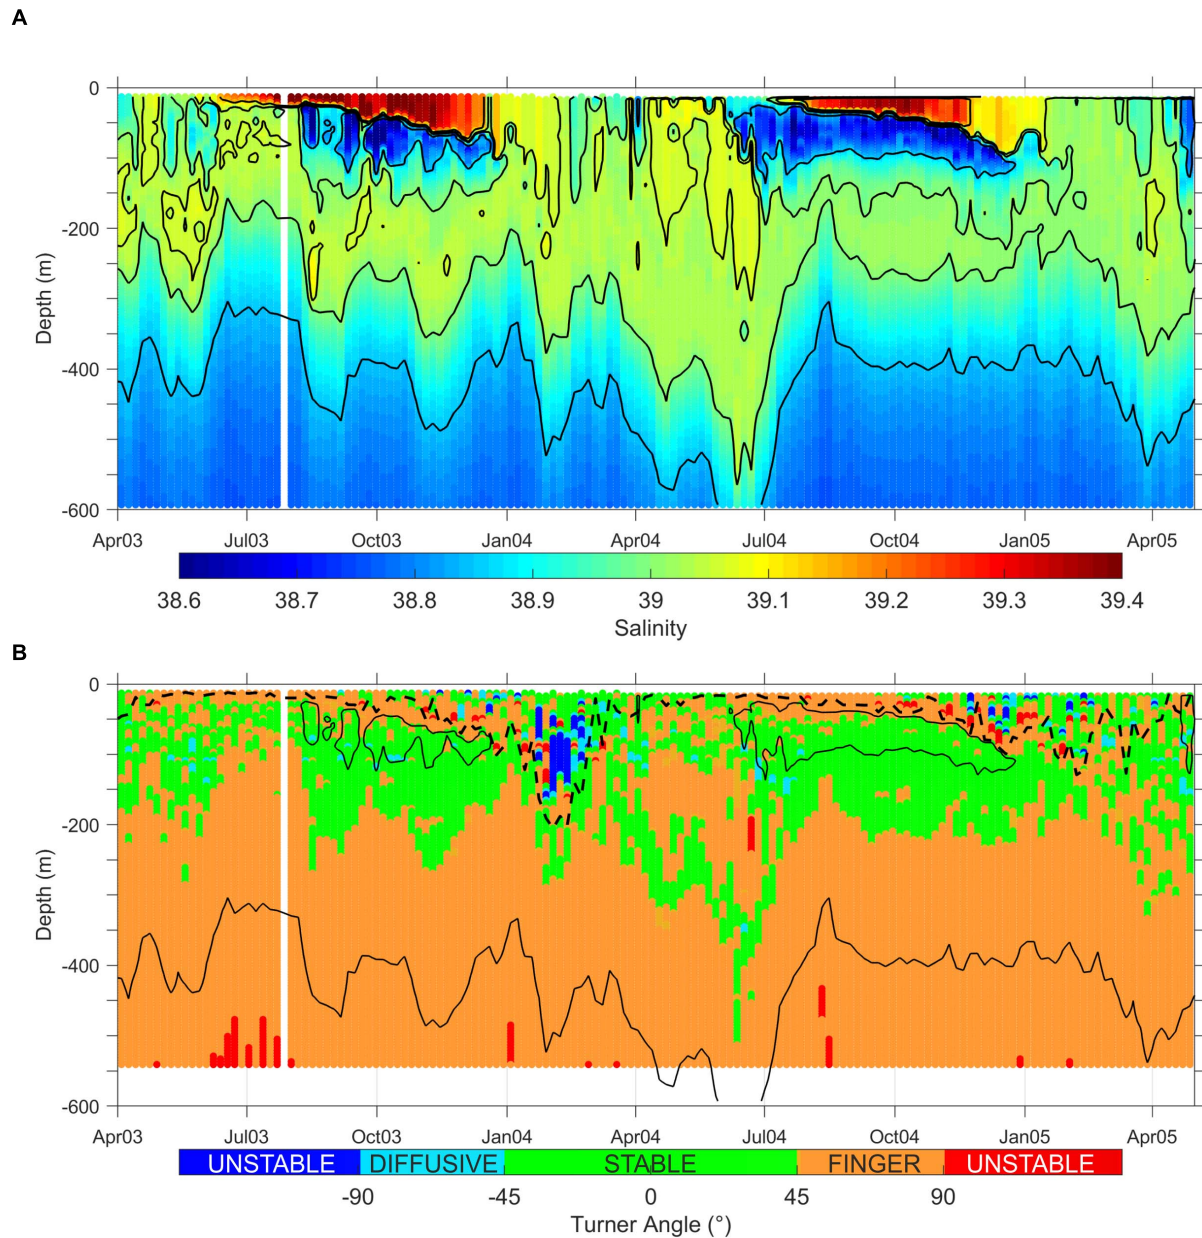 A
0
-200
-400
-600
Depth (m)
Apr03 Jul03 Oct03 Jan04 Apr04 Jul04 Oct04 Jan05 Apr05
38.6 38.7 38.8 38.9 39 39.1 39.2 39.3 39.4
Salinity
B
0
-200
-400
-600
Depth (m)
Apr03 Jul03 Oct03 Jan04 Apr04 Jul04 Oct04 Jan05 Apr05
UNSTABLE DIFFUSIVE STABLE FINGER UNSTABLE
-90 -45 0 45 90
Turner Angle (°)